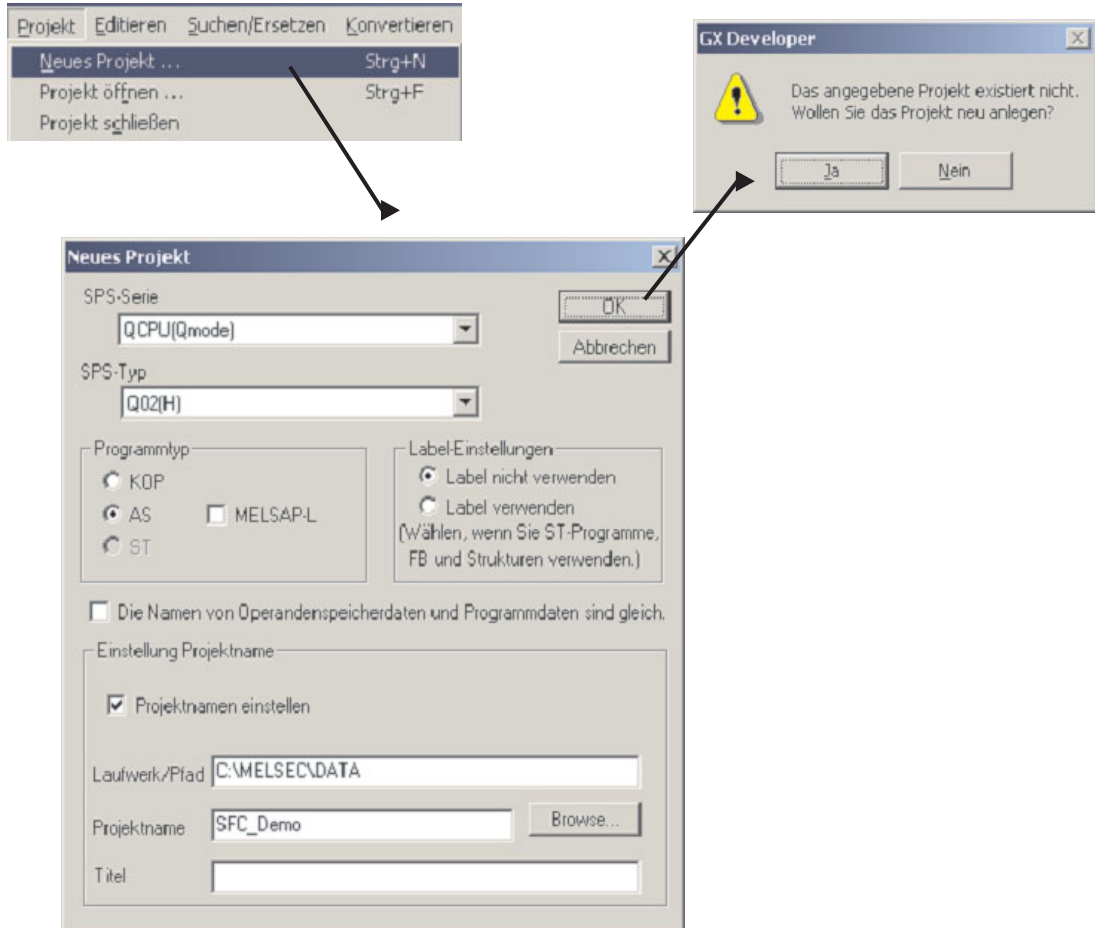 Projekt Editieren Suchen/Ersetzen Konvertieren
Neues Projekt ... Strg+N
Projekt öffnen ... Strg+F
Projekt schließen
GX Developer
Das angegebene Projekt existiert nicht.
Wollen Sie das Projekt neu anlegen?
Ja Nein
Neues Projekt
SPS-Serie
QCPU(Qmode)
OK
Abbrechen
SPS-Typ
Q02(H)
Programmtyp
KOP
AS MELSAP-L
ST
Label-Einstellungen
Label nicht verwenden
Label verwenden
(Wählen, wenn Sie ST-Programme,
FB und Strukturen verwenden.)
Die Namen von Operandenspeicherdaten und Programmdaten sind gleich.
Einstellung Projektname
Projektnamen einstellen
Laufwerk/Pfad C:\MELSEC\DATA
Projektname SFC_Demo Browse...
Titel